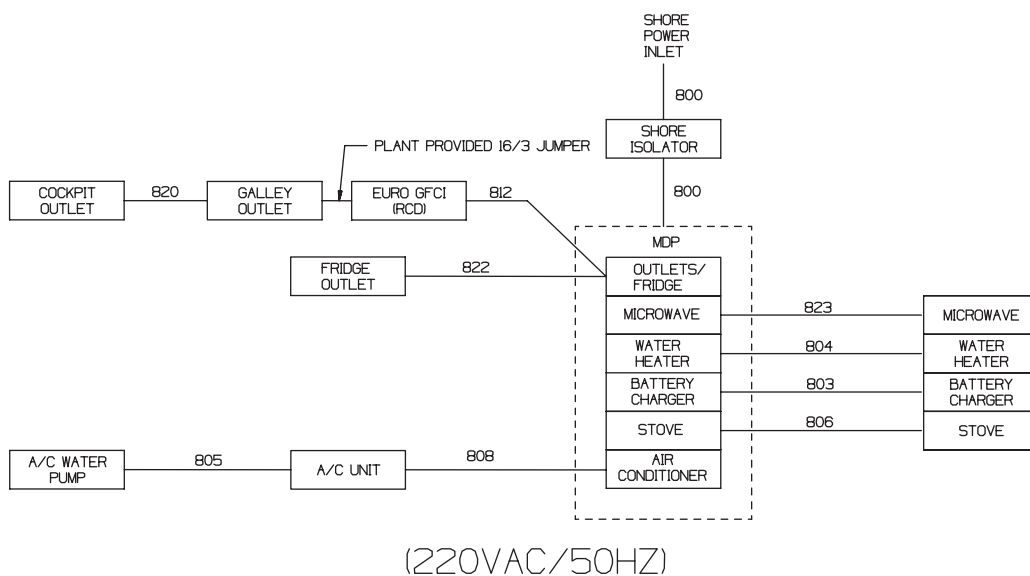 SHORE
POWER
INLET
800
SHORE
ISOLATOR
PLANT PROVIDED 16/3 JUMPER
800
COCKPIT
OUTLET
820
GALLEY
OUTLET
EURO GFCI
(RCD)
812
MDP
FRIDGE
OUTLET
822
OUTLETS/
FRIDGE
MICROWAVE
823
MICROWAVE
WATER
HEATER
804
WATER
HEATER
BATTERY
CHARGER
803
BATTERY
CHARGER
STOVE
806
STOVE
A/C WATER
PUMP
805
A/C UNIT
808
AIR
CONDITIONER
(220VAC/50HZ)